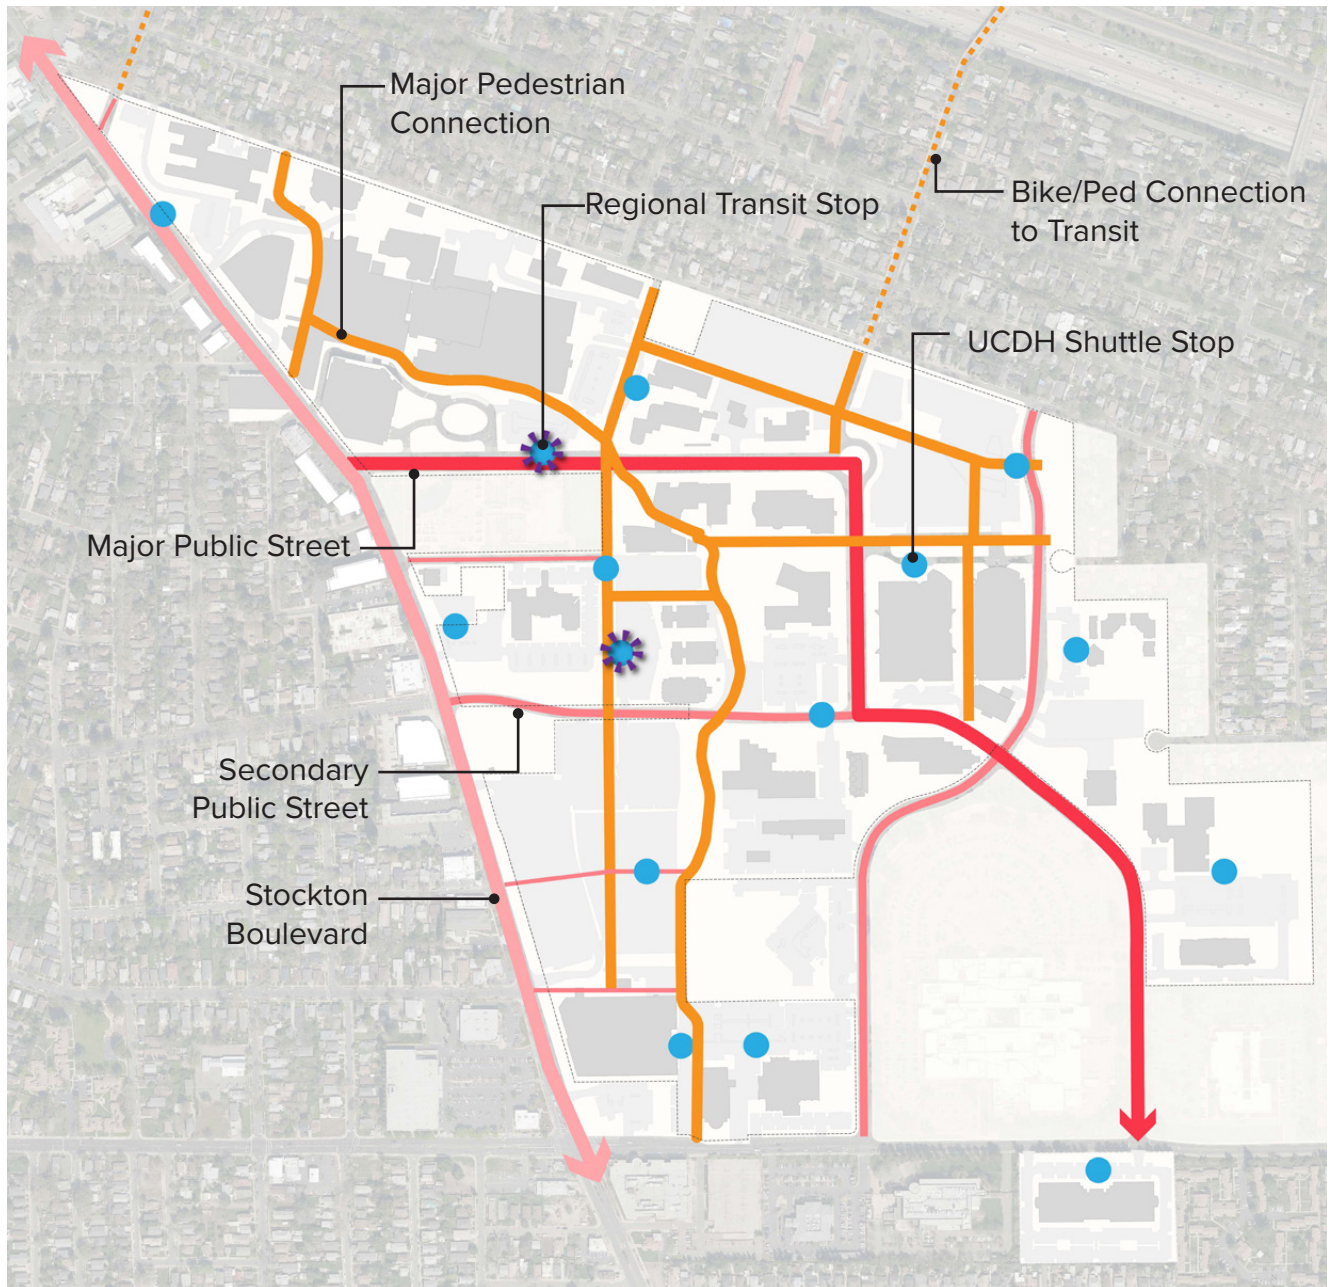 Major Pedestrian
Connection
Regional Transit Stop
Bike/Ped Connection
to Transit
UCDH Shuttle Stop
Major Public Street
Secondary
Public Street
Stockton
Boulevard